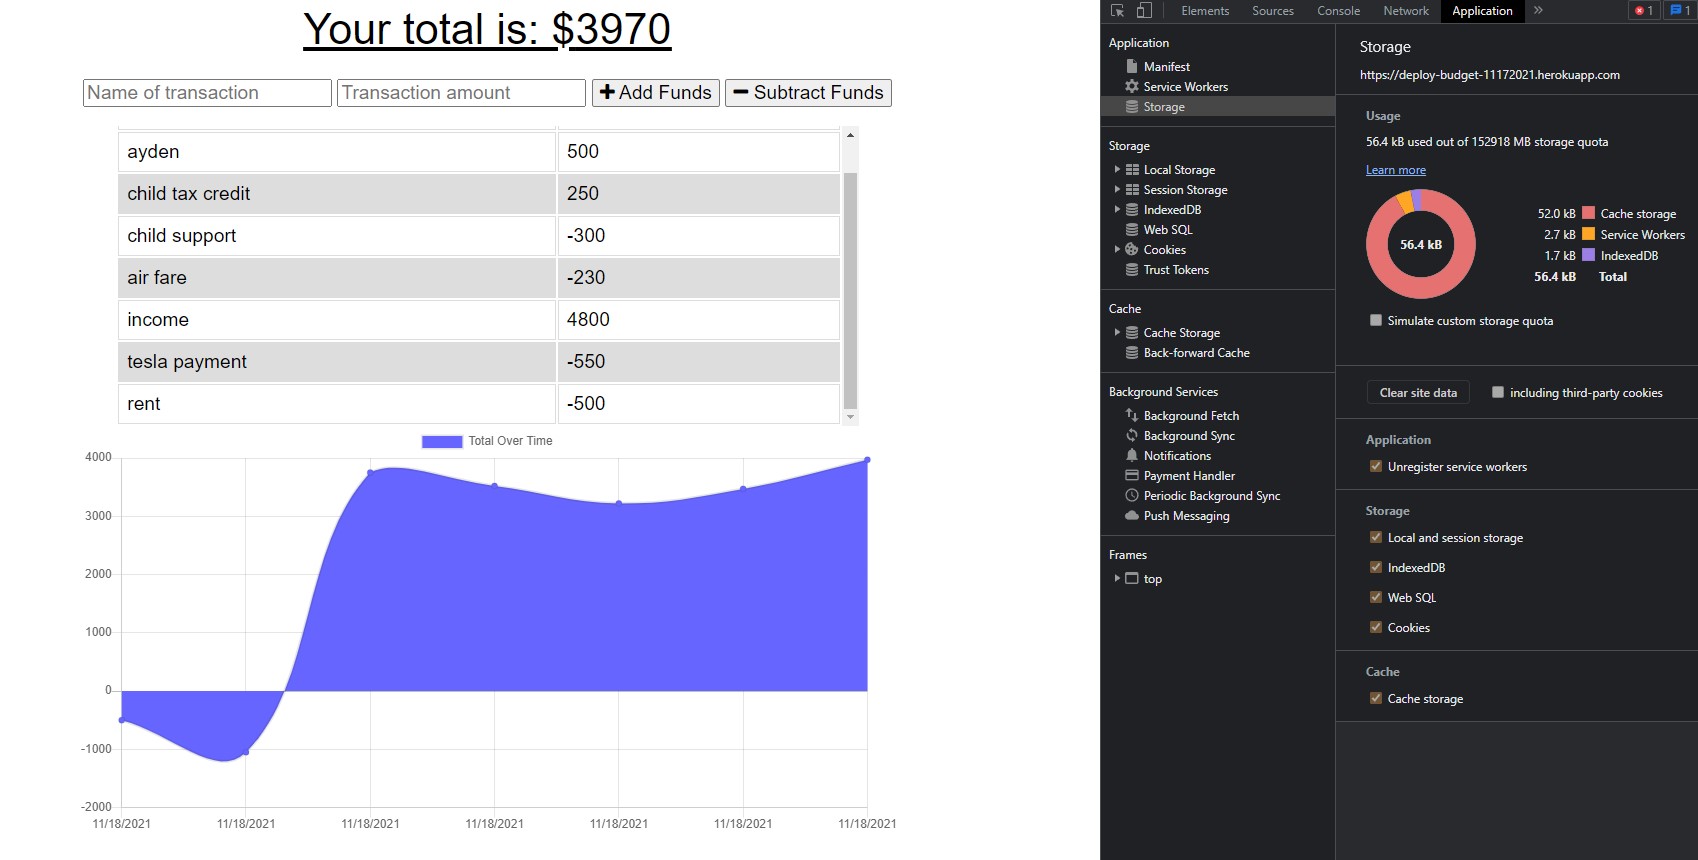 Your total is: $3970
Name of transaction Transaction amount Add Funds Subtract Funds
ayden 500
child tax credit 250
child support -300
air fare -230
income 4800
tesla payment -550
rent -500
Total Over Time
4000
3000
2000
1000
0
-1000
-2000
11/18/2021 11/18/2021 11/18/2021 11/18/2021 11/18/2021 11/18/2021 11/18/2021
Elements Sources Console Network Application » 1 1
Application
Manifest
Service Workers
Storage
Storage
Local Storage
Session Storage
IndexedDB
Web SQL
Cookies
Trust Tokens
Cache
Cache Storage
Back-forward Cache
Background Services
Background Fetch
Background Sync
Notifications
Payment Handler
Periodic Background Sync
Push Messaging
Frames
top
Storage
https://deploy-budget-11172021.herokuapp.com
Usage
56.4 kB used out of 152918 MB storage quota
Learn more
56.4 kB
52.0 kB Cache storage
2.7 kB Service Workers
1.7 kB IndexedDB
56.4 kB Total
Simulate custom storage quota
Clear site data including third-party cookies
Application
Unregister service workers
Storage
Local and session storage
IndexedDB
Web SQL
Cookies
Cache
Cache storage